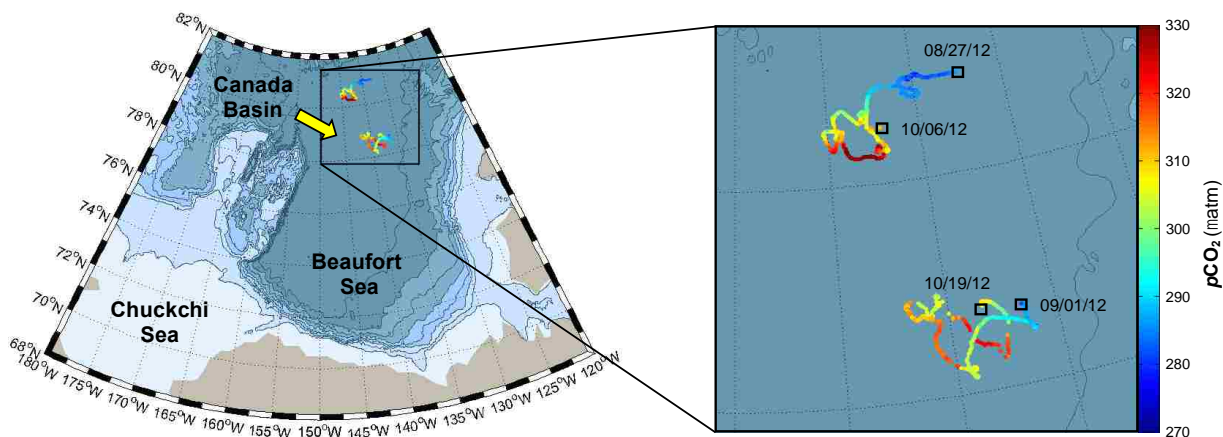 82°N
80°N
78°N
76°N
74°N
72°N
70°N
68°N
Canada
Basin
Beaufort
Sea
Chuckchi
Sea
180°W
175°W
170°W
165°W
160°W
155°W
150°W
145°W
140°W
135°W
130°W
125°W
120°W
08/27/12
10/06/12
10/19/12
09/01/12
330
320
310
300
290
280
270
pCO₂ (matm)